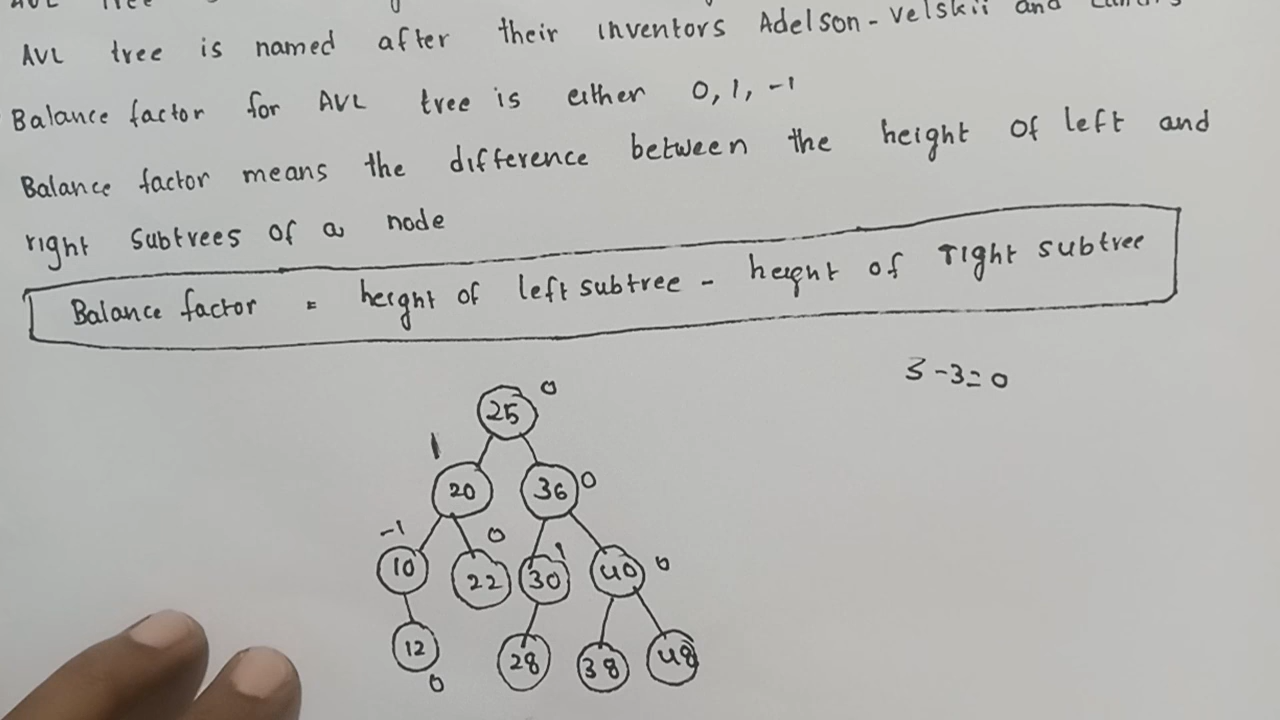 AVL tree is named after their inventors Adelson-Velskii and
Balance factor for AVL tree is either 0, 1, -1
Balance factor means the difference between the height of left and
right subtrees of a node
Balance factor = height of left subtree - height of right subtree
3-3=0
25 0
1
20 36 0
-1 0 1
10 22 30 40 0
12 28 38 48
0